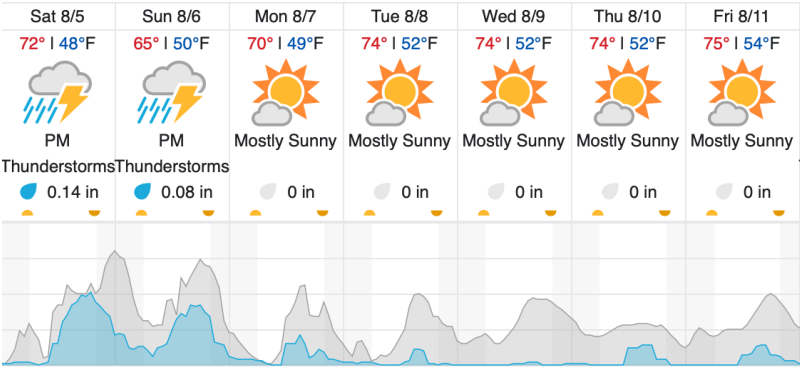 Sat 8/5 Sun 8/6 Mon 8/7 Tue 8/8 Wed 8/9 Thu 8/10 Fri 8/11
72° | 48°F 65° | 50°F 70° | 49°F 74° | 52°F 74° | 52°F 74° | 52°F 75° | 54°F
PM PM Mostly Sunny Mostly Sunny Mostly Sunny Mostly Sunny Mostly Sunny
Thunderstorms Thunderstorms
0.14 in 0.08 in 0 in 0 in 0 in 0 in 0 in